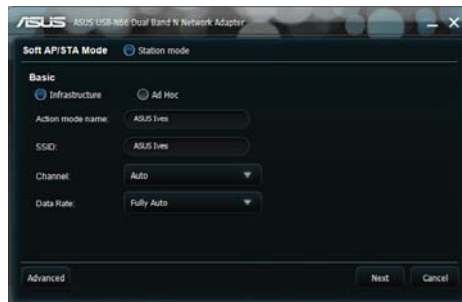 ASUS ASUS USB-N66 Dual Band N Network Adapter
Soft AP/STA Mode Station mode
Basic
Infrastructure Ad Hoc
Action mode name: ASUS Ives
SSID: ASUS Ives
Channel: Auto
Data Rate: Fully Auto
Advanced Next Cancel